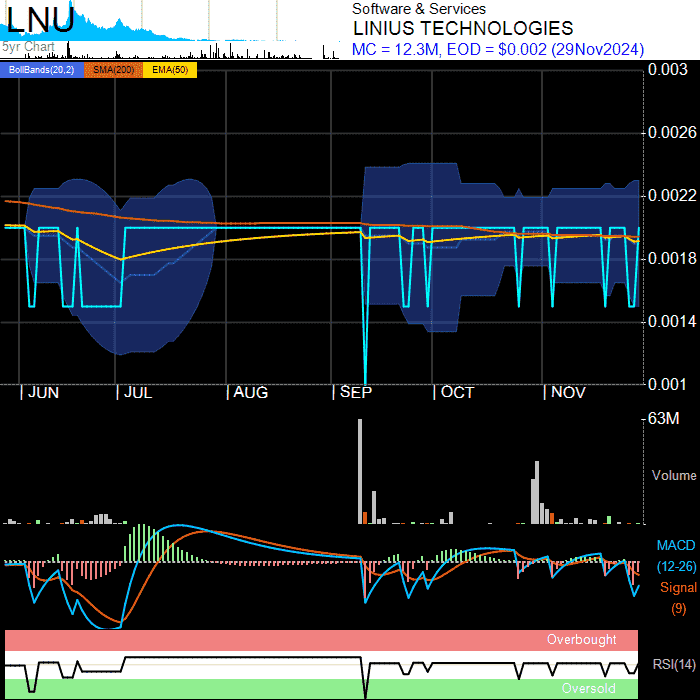 LNU
5yr Chart
Software & Services
LINIUS TECHNOLOGIES
MC = 12.3M, EOD = $0.002 (29Nov2024)
BollBands(20,2) SMA(200) EMA(50)
0.003
0.0026
0.0022
0.0018
0.0014
0.001
JUN JUL AUG SEP OCT NOV
63M
Volume
MACD
(12-26)
Signal
(9)
Overbought
RSI(14)
Oversold